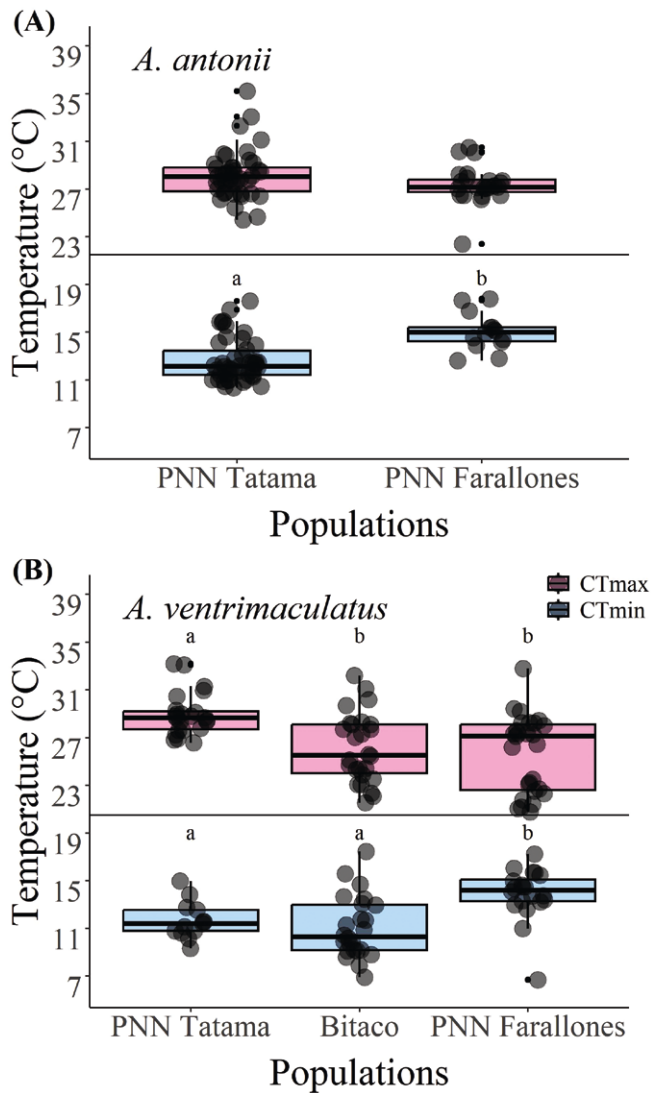 (A)
A. antonii
39
35
31
27
23
19
15
11
7
a b
Temperature (°C)
PNN Tatama PNN Farallones
Populations
(B)
CTmax
CTmin
A. ventrimaculatus
39
35
31
27
23
19
15
11
7
a b b
a a b
Temperature (°C)
PNN Tatama Bitaco PNN Farallones
Populations